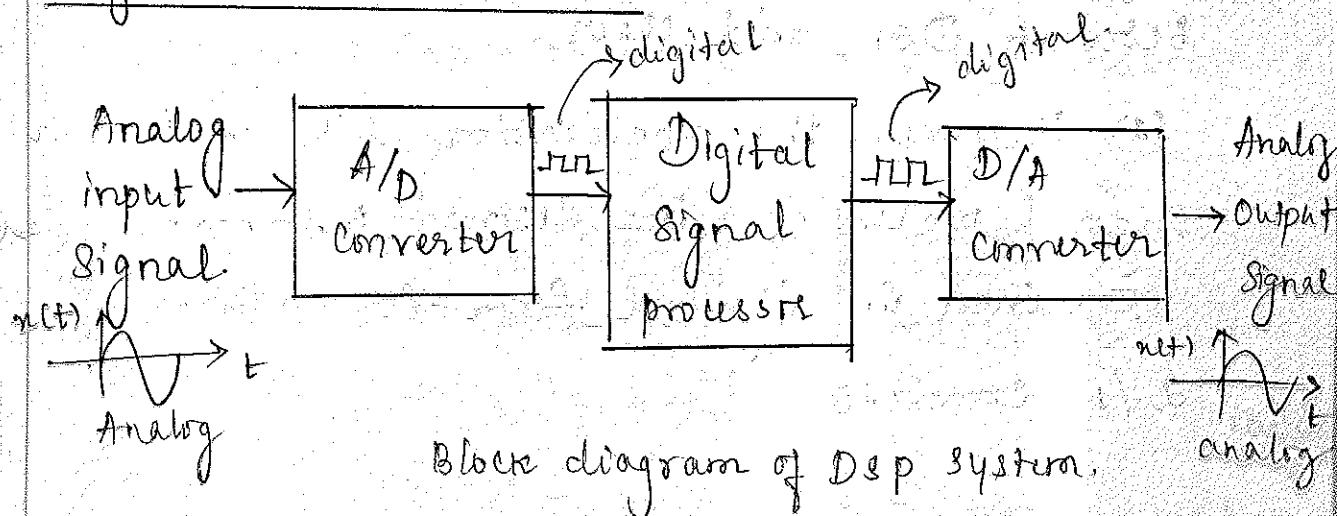 digital.
digital.
Analog
input
Signal.
A/D
Converter
Digital
Signal
processor
D/A
Converter
Analog
Output
Signal
x(t)
t
Analog
x(t)
t
analog
Block diagram of Dsp System.